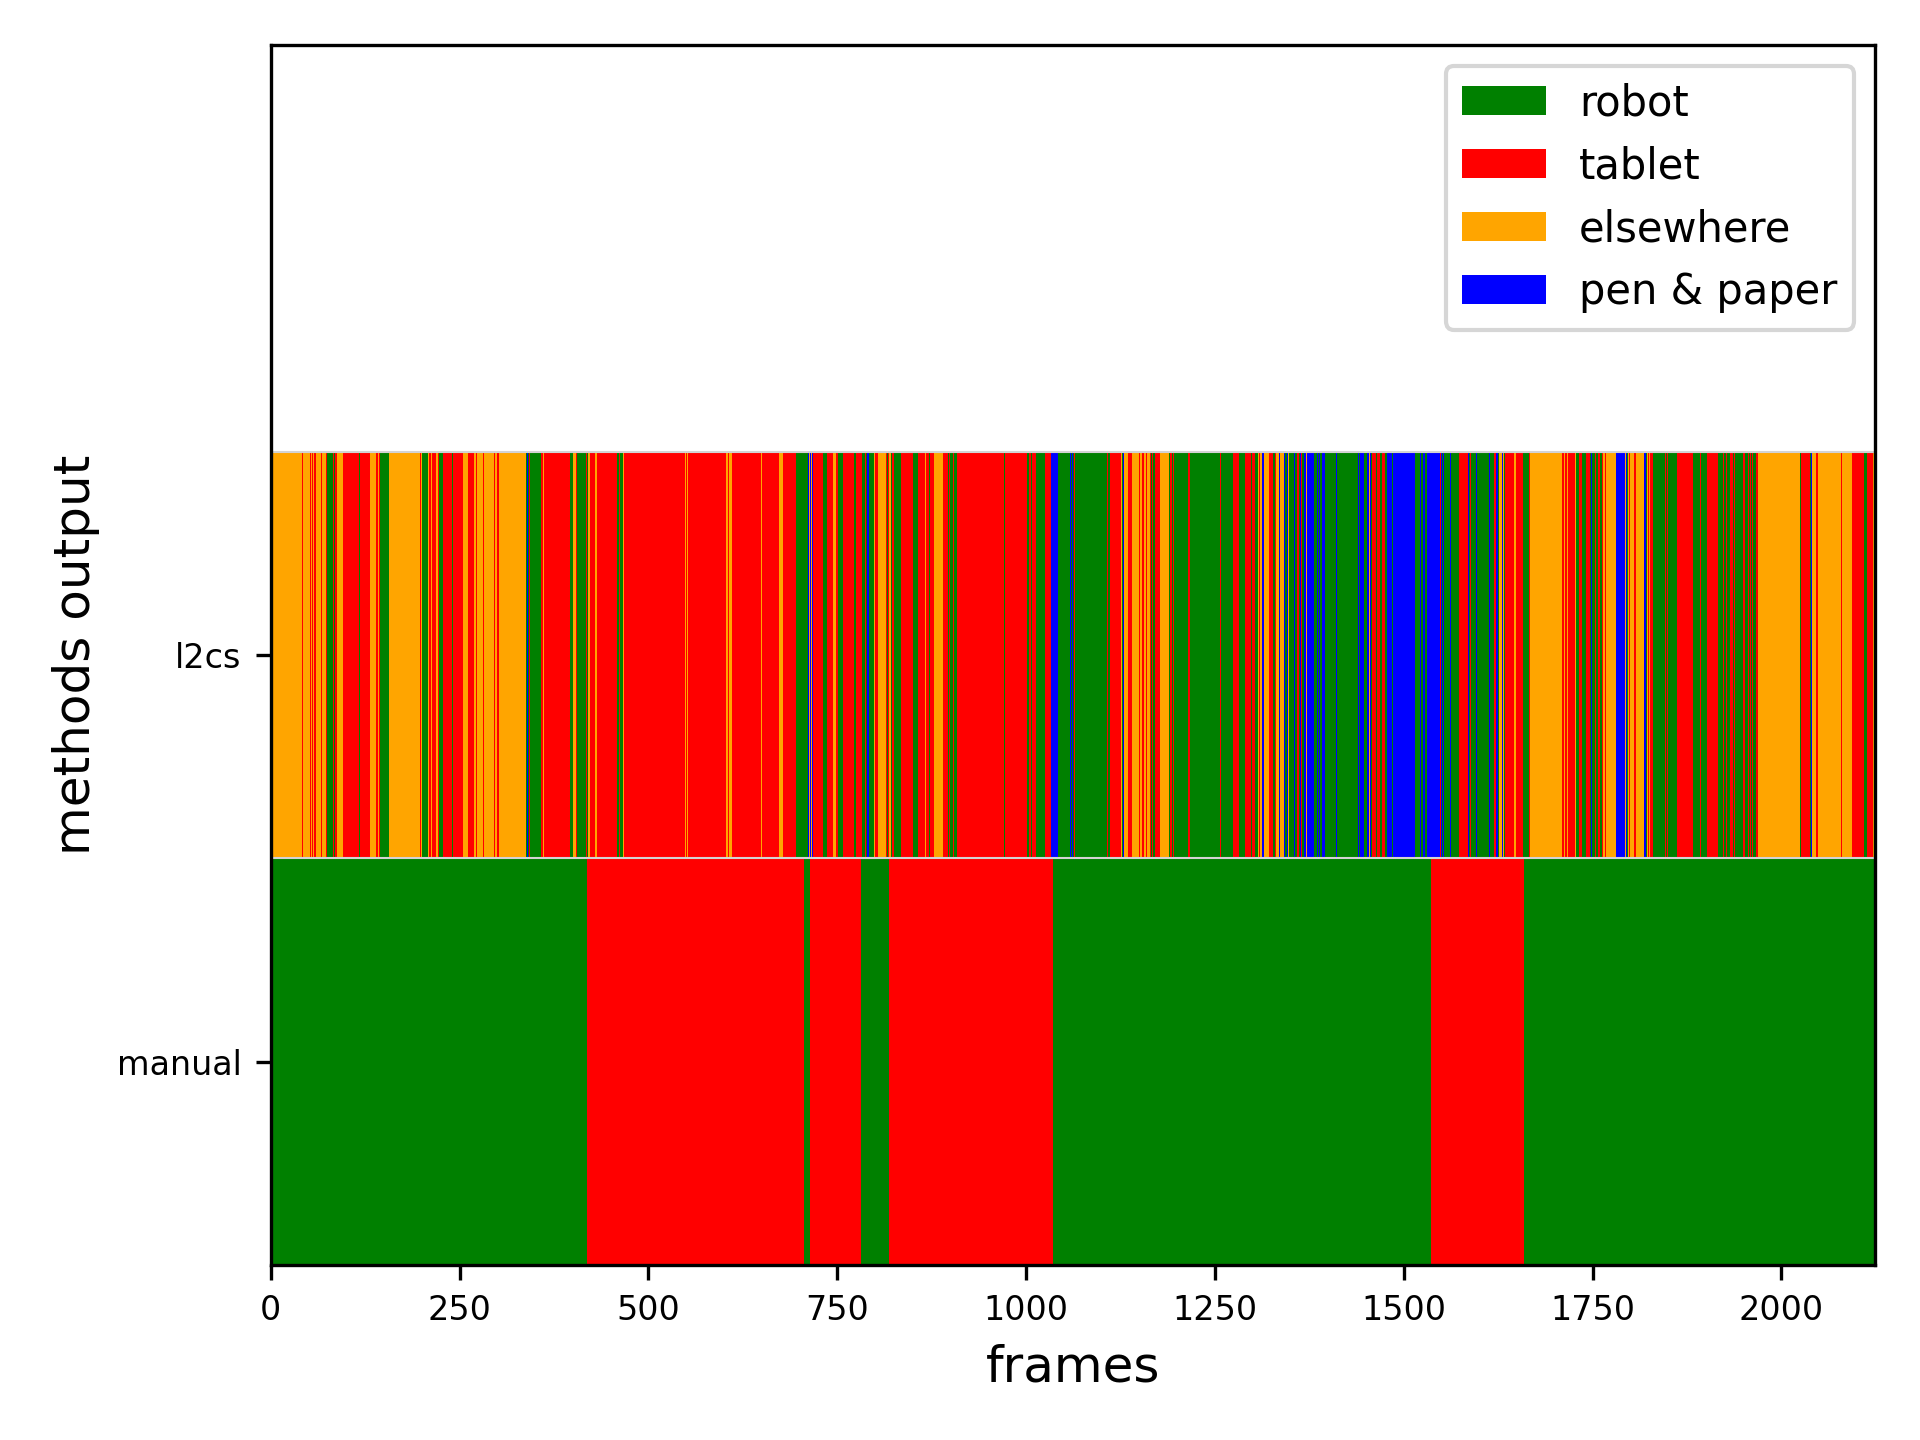 robot
tablet
elsewhere
pen & paper
methods output
l2cs
manual
0 250 500 750 1000 1250 1500 1750 2000
frames